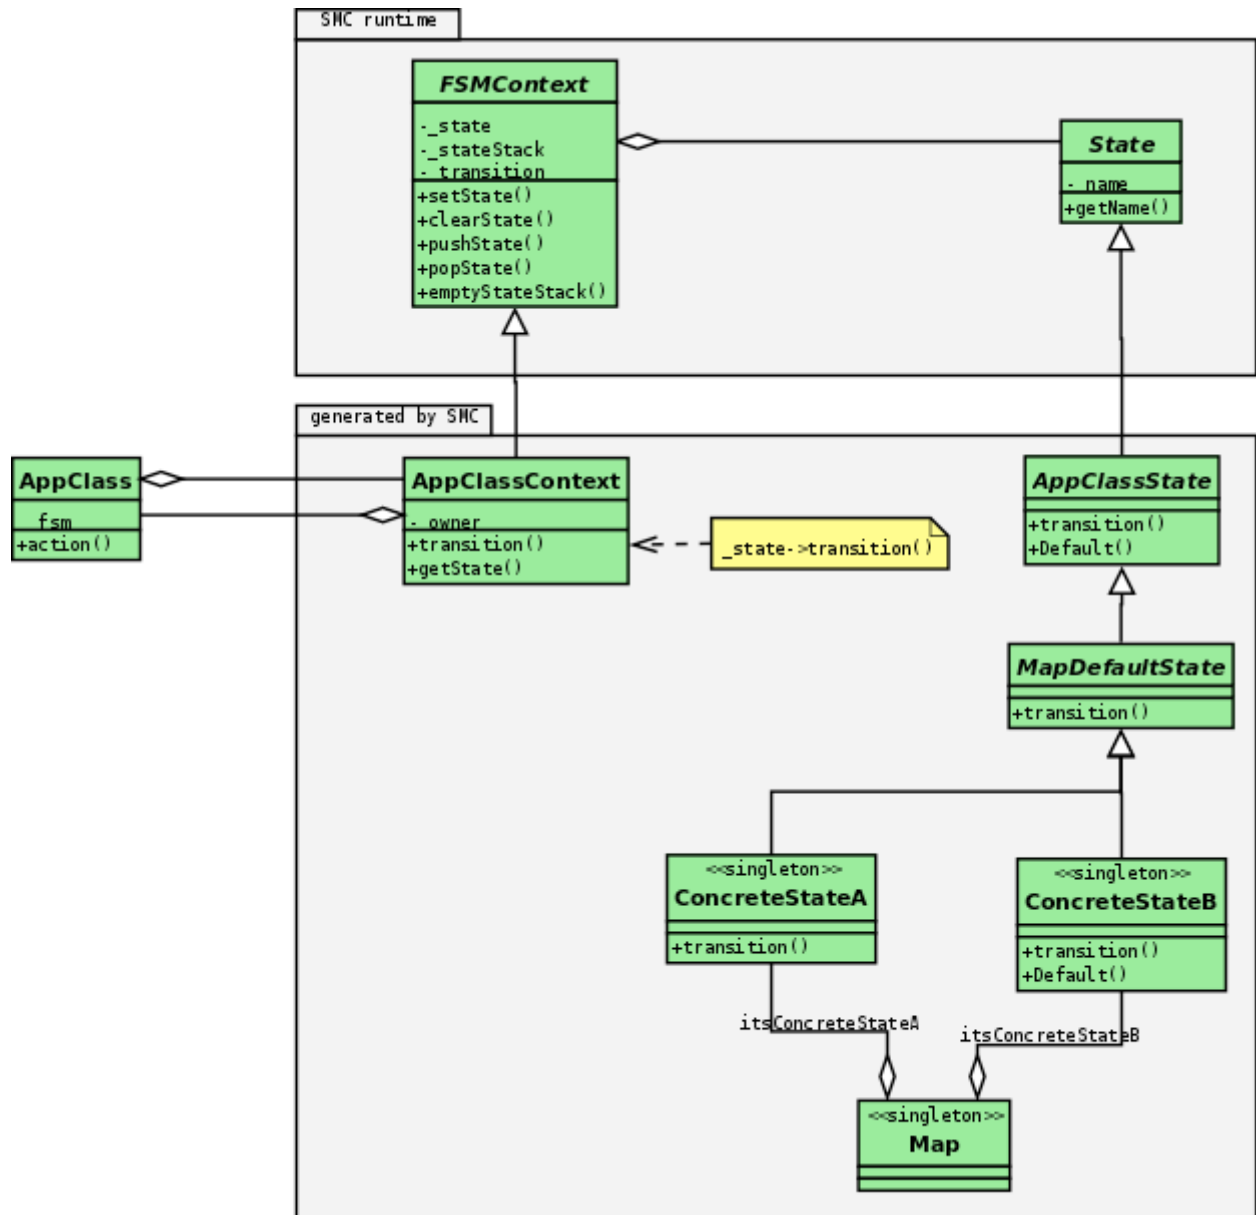 SMC runtime
FSMContext
-_state
-_stateStack
-_transition
+setState()
+clearState()
+pushState()
+popState()
+emptyStateStack()
State
-_name
+getName()
generated by SMC
AppClass
_fsm
+action()
AppClassContext
-_owner
+transition()
+getState()
_state->transition()
AppClassState
+transition()
+Default()
MapDefaultState
+transition()
<<singleton>>
ConcreteStateA
+transition()
<<singleton>>
ConcreteStateB
+transition()
+Default()
itsConcreteStateA
itsConcreteStateB
<<singleton>>
Map